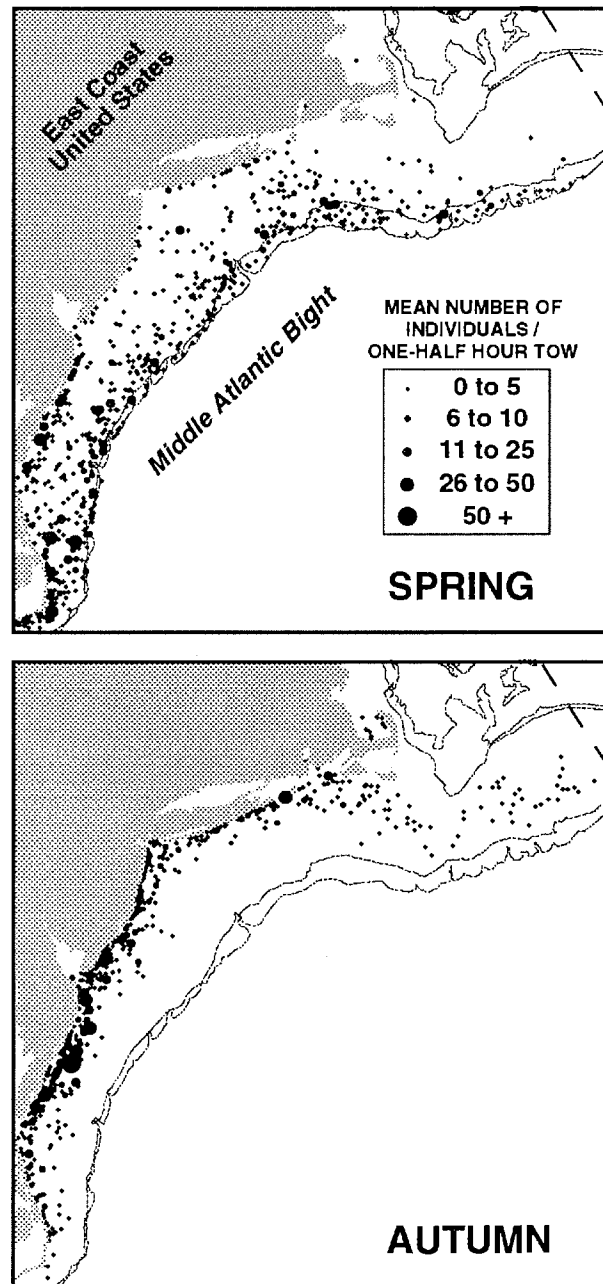 East Coast
United States
Middle Atlantic Bight
MEAN NUMBER OF
INDIVIDUALS /
ONE-HALF HOUR TOW
0 to 5
6 to 10
11 to 25
26 to 50
50 +
SPRING
AUTUMN